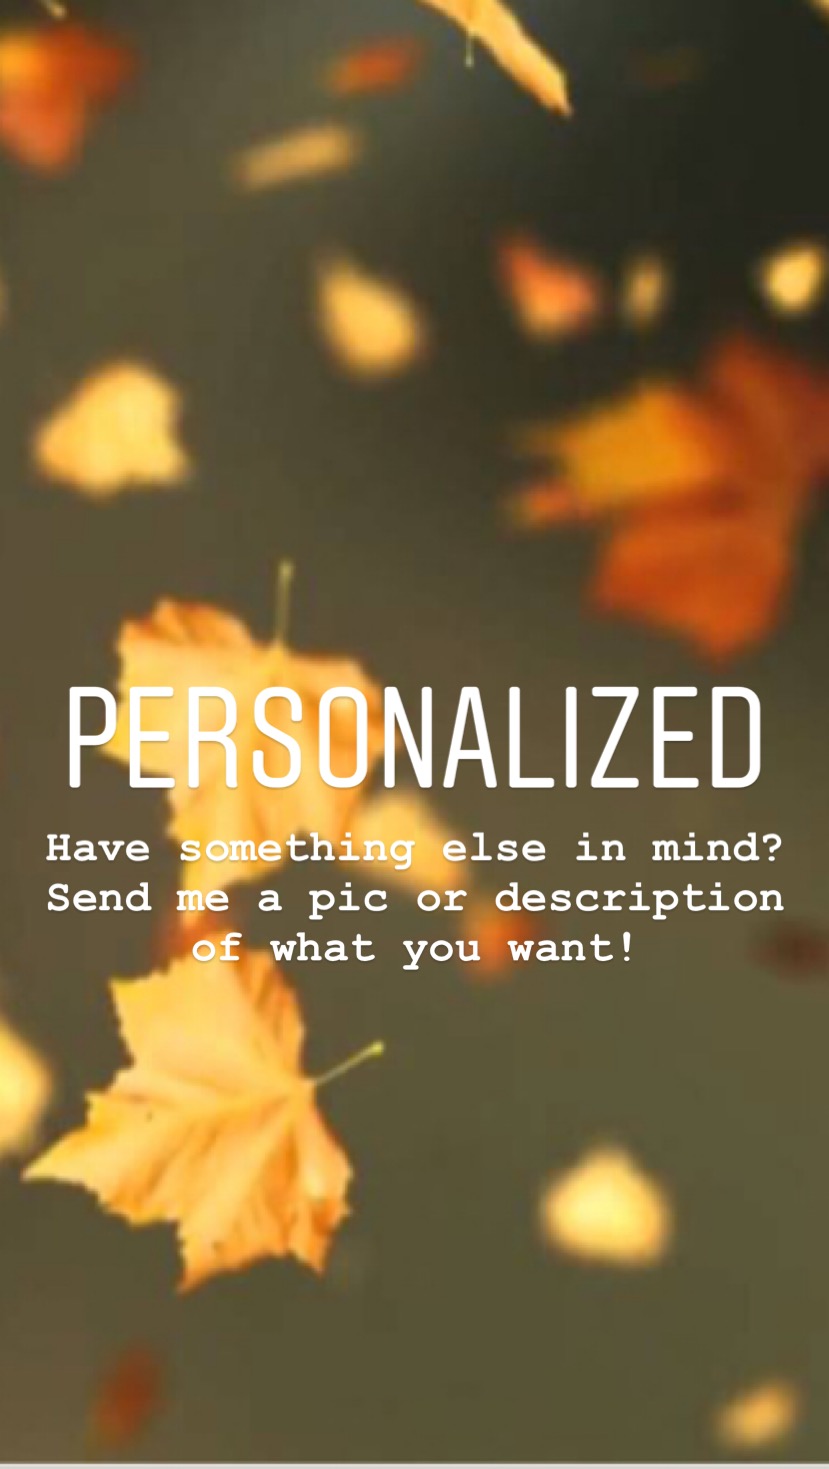 PERSONALIZED
Have something else in mind?
Send me a pic or description
of what you want!